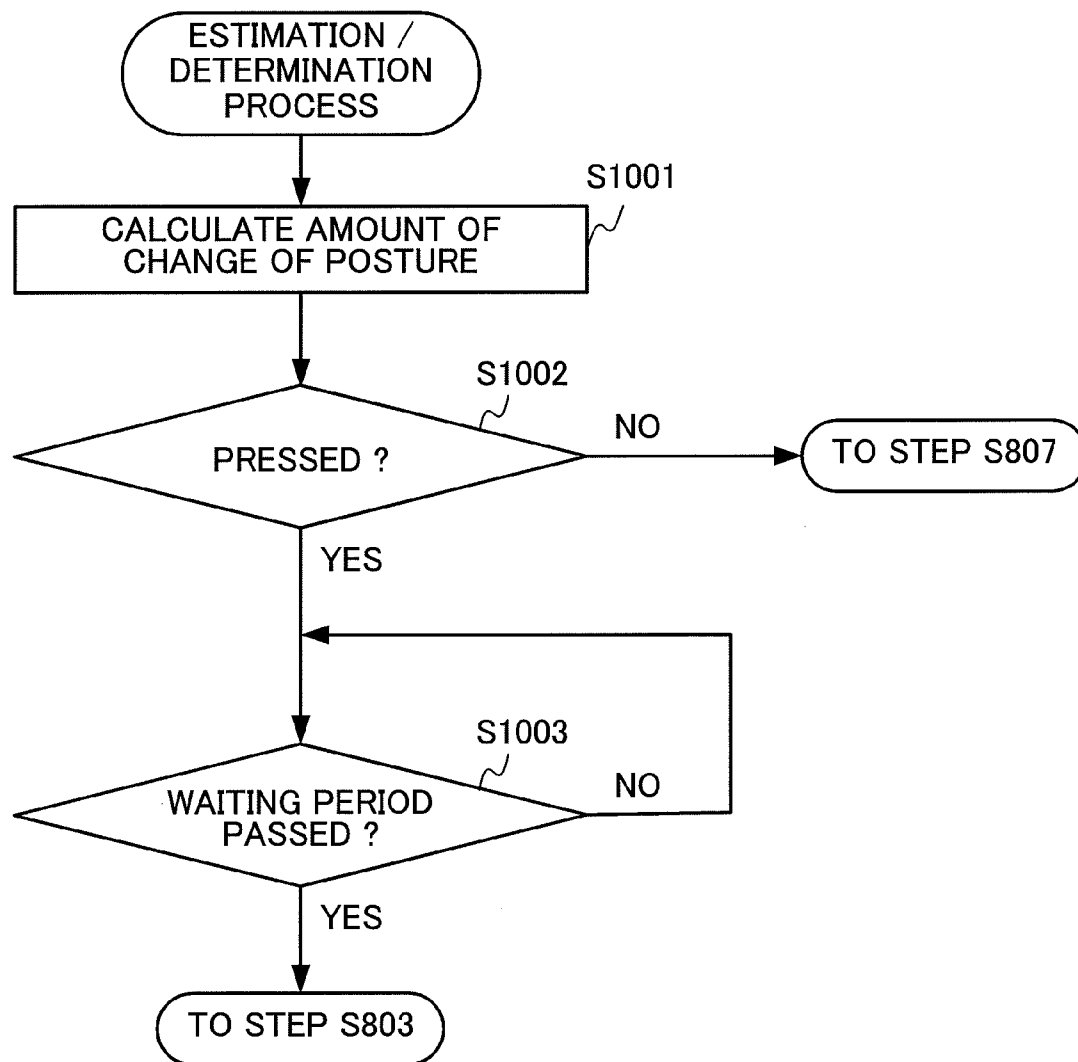 ESTIMATION /
DETERMINATION
PROCESS
S1001
CALCULATE AMOUNT OF
CHANGE OF POSTURE
S1002
PRESSED ?
NO
TO STEP S807
YES
S1003
WAITING PERIOD
PASSED ?
NO
YES
TO STEP S803